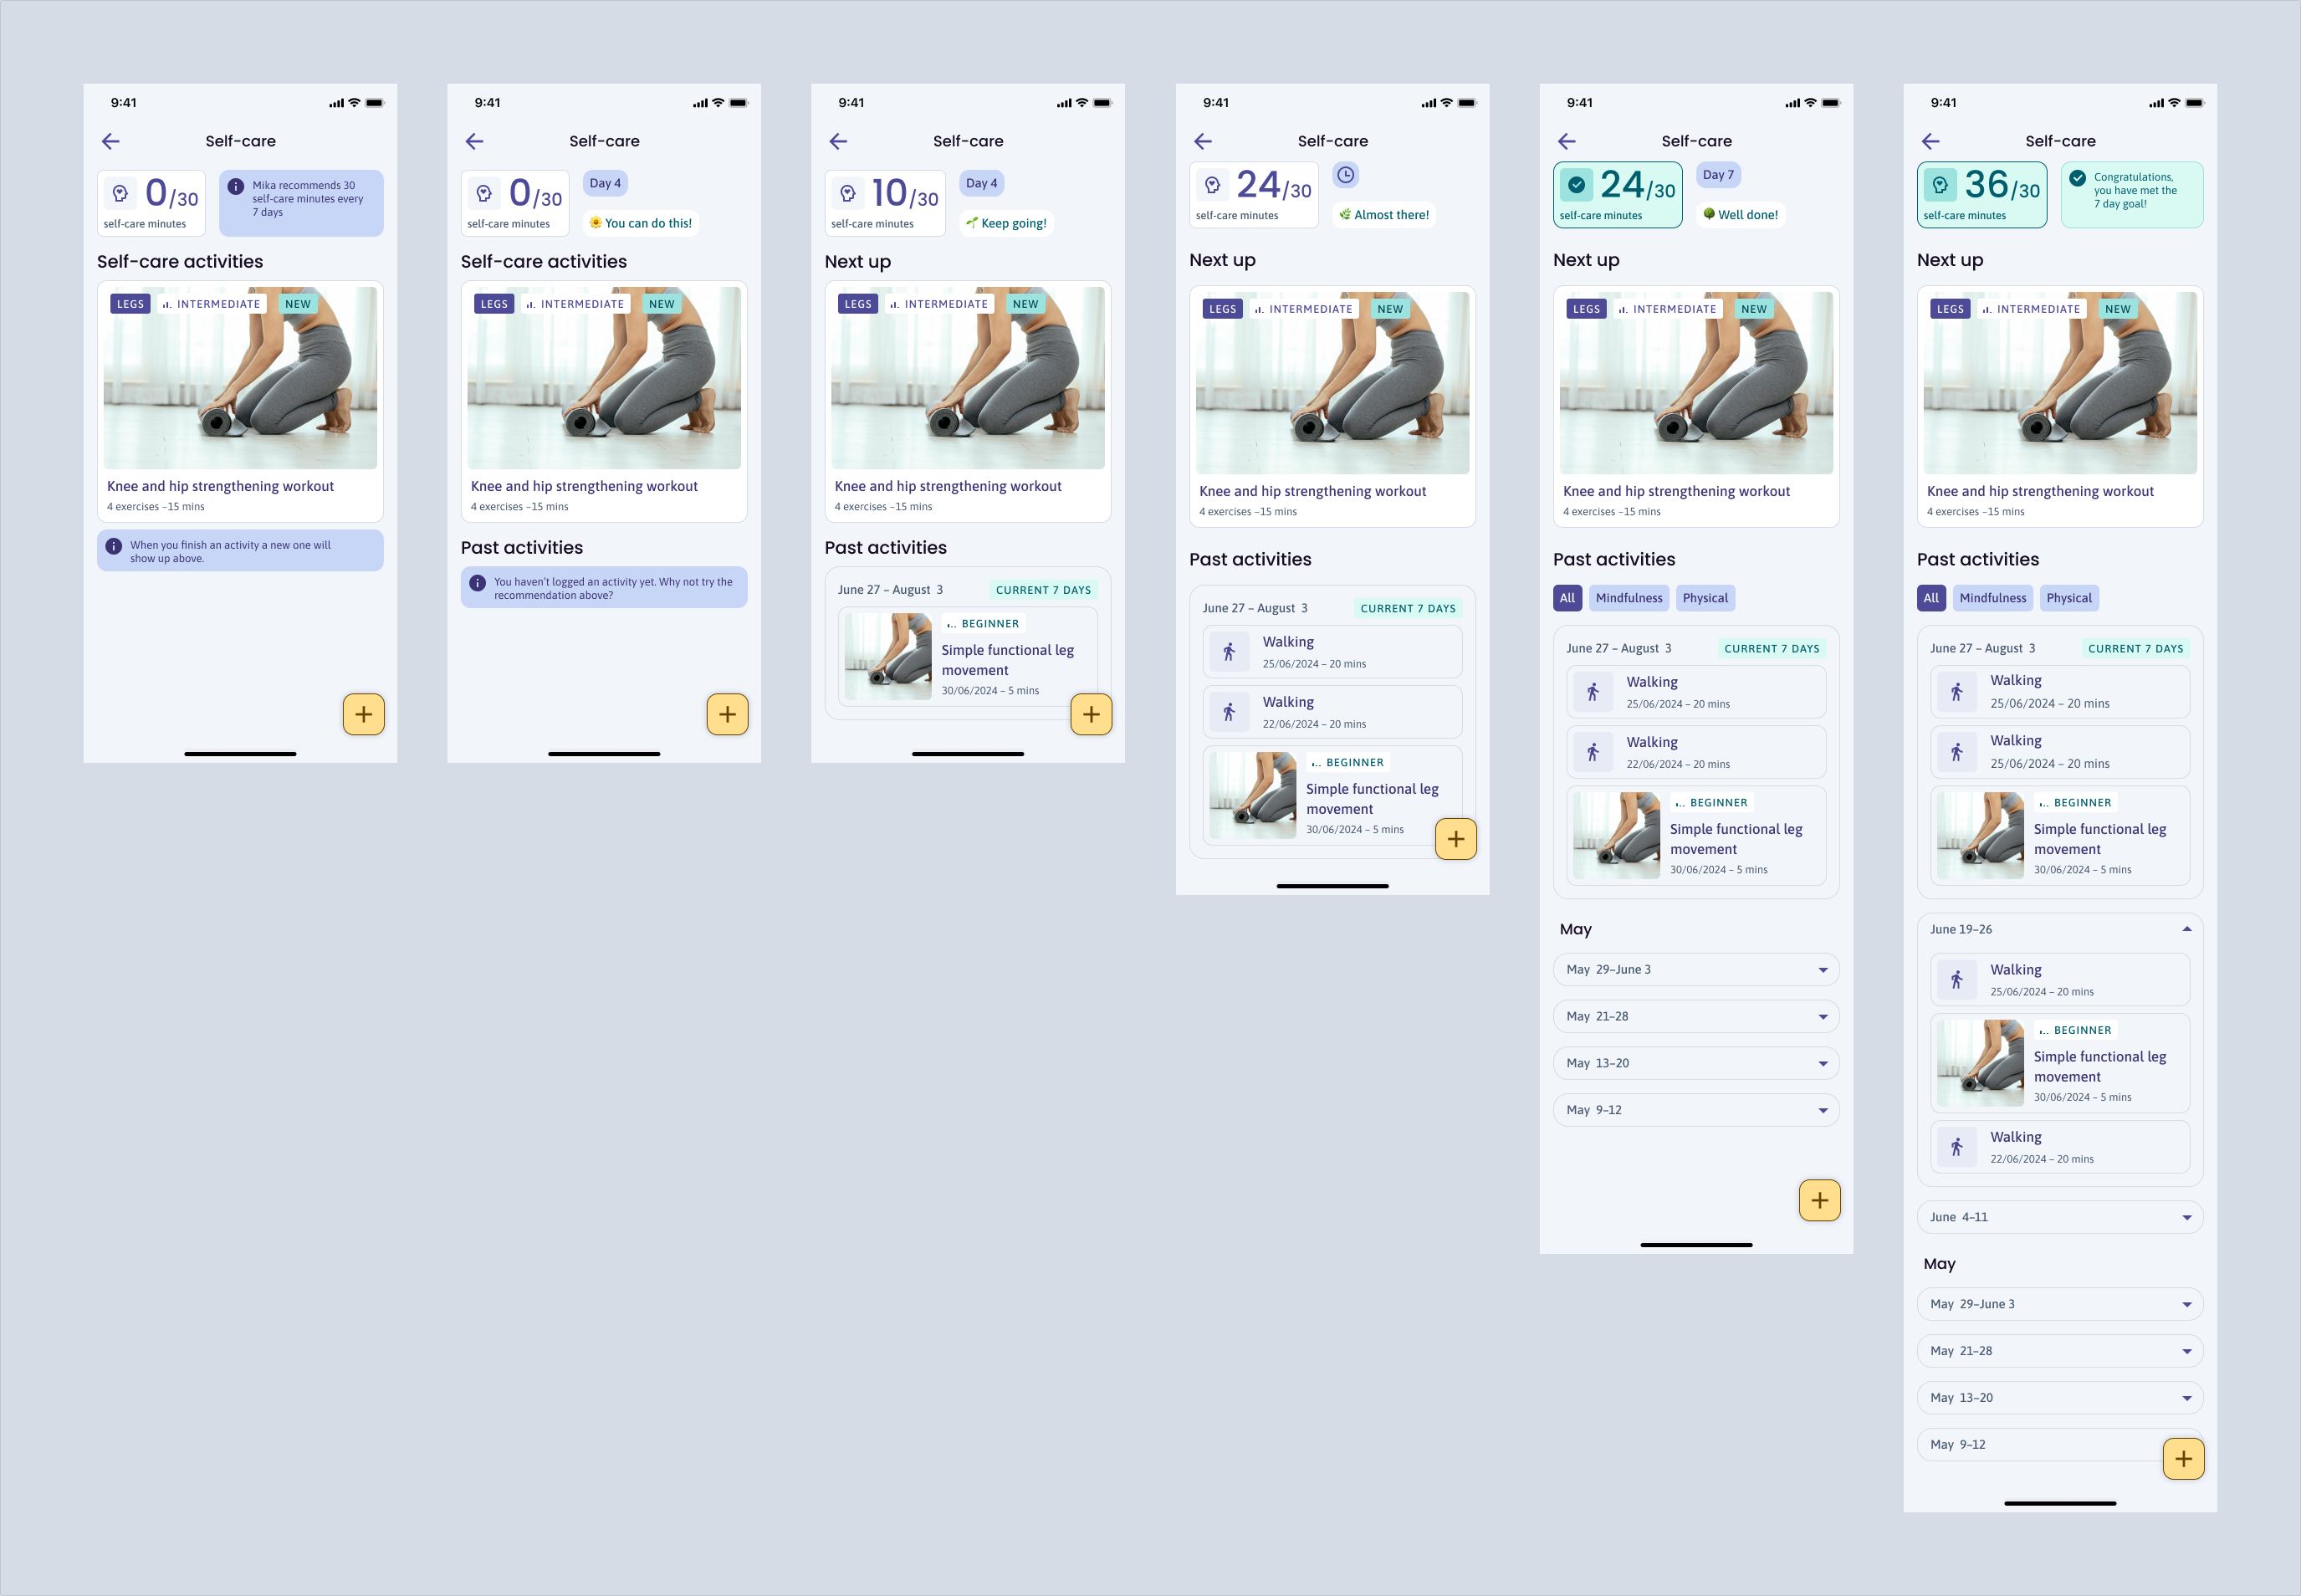 9:41
Self-care
0/30
self-care minutes
Mika recommends 30
self-care minutes every
7 days
Self-care activities
LEGS
INTERMEDIATE
NEW
Knee and hip strengthening workout
4 exercises –15 mins
When you finish an activity a new one will
show up above.
9:41
Self-care
0/30
self-care minutes
Day 4
You can do this!
Self-care activities
LEGS
INTERMEDIATE
NEW
Knee and hip strengthening workout
4 exercises –15 mins
Past activities
You haven't logged an activity yet. Why not try the
recommendation above?
9:41
Self-care
10/30
self-care minutes
Day 4
Keep going!
Next up
LEGS
INTERMEDIATE
NEW
Knee and hip strengthening workout
4 exercises –15 mins
Past activities
June 27 – August 3
CURRENT 7 DAYS
BEGINNER
Simple functional leg
movement
30/06/2024 – 5 mins
9:41
Self-care
24/30
self-care minutes
Almost there!
Next up
LEGS
INTERMEDIATE
NEW
Knee and hip strengthening workout
4 exercises –15 mins
Past activities
June 27 – August 3
CURRENT 7 DAYS
Walking
25/06/2024 – 20 mins
Walking
22/06/2024 – 20 mins
BEGINNER
Simple functional leg
movement
30/06/2024 – 5 mins
9:41
Self-care
24/30
self-care minutes
Day 7
Well done!
Next up
LEGS
INTERMEDIATE
NEW
Knee and hip strengthening workout
4 exercises –15 mins
Past activities
All
Mindfulness
Physical
June 27 – August 3
CURRENT 7 DAYS
Walking
25/06/2024 – 20 mins
Walking
22/06/2024 – 20 mins
BEGINNER
Simple functional leg
movement
30/06/2024 – 5 mins
May
May 29–June 3
May 21–28
May 13–20
May 9–12
9:41
Self-care
36/30
self-care minutes
Congratulations,
you have met the
7 day goal!
Next up
LEGS
INTERMEDIATE
NEW
Knee and hip strengthening workout
4 exercises –15 mins
Past activities
All
Mindfulness
Physical
June 27 – August 3
CURRENT 7 DAYS
Walking
25/06/2024 – 20 mins
Walking
25/06/2024 – 20 mins
BEGINNER
Simple functional leg
movement
30/06/2024 – 5 mins
June 19–26
Walking
25/06/2024 – 20 mins
BEGINNER
Simple functional leg
movement
30/06/2024 – 5 mins
Walking
22/06/2024 – 20 mins
June 4–11
May
May 29–June 3
May 21–28
May 13–20
May 9–12